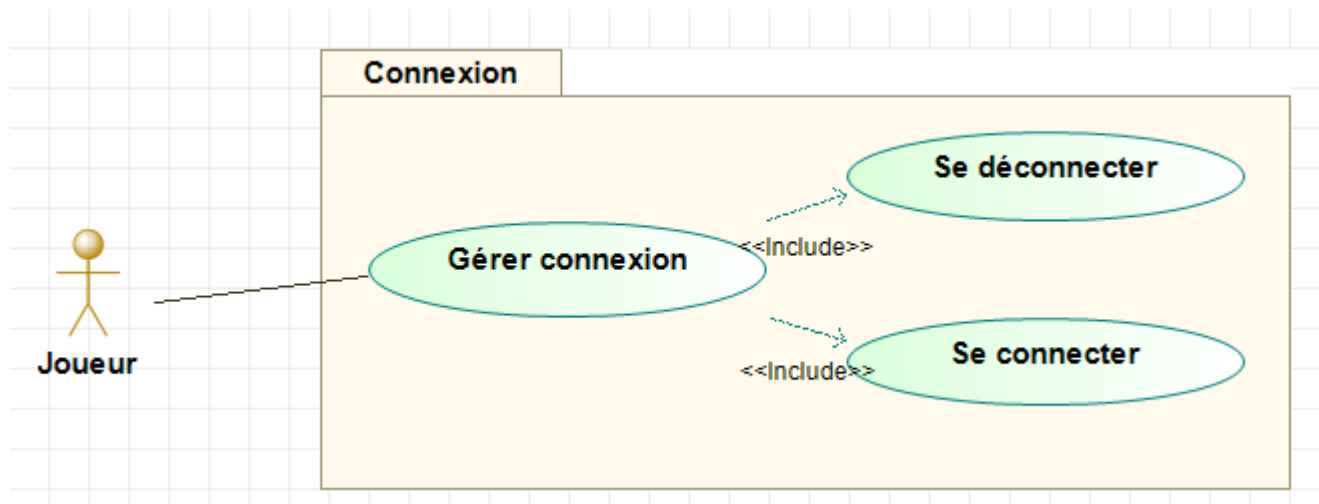 Connexion
Se déconnecter
<<Include>>
Gérer connexion
Joueur
Se connecter
<<Include>>